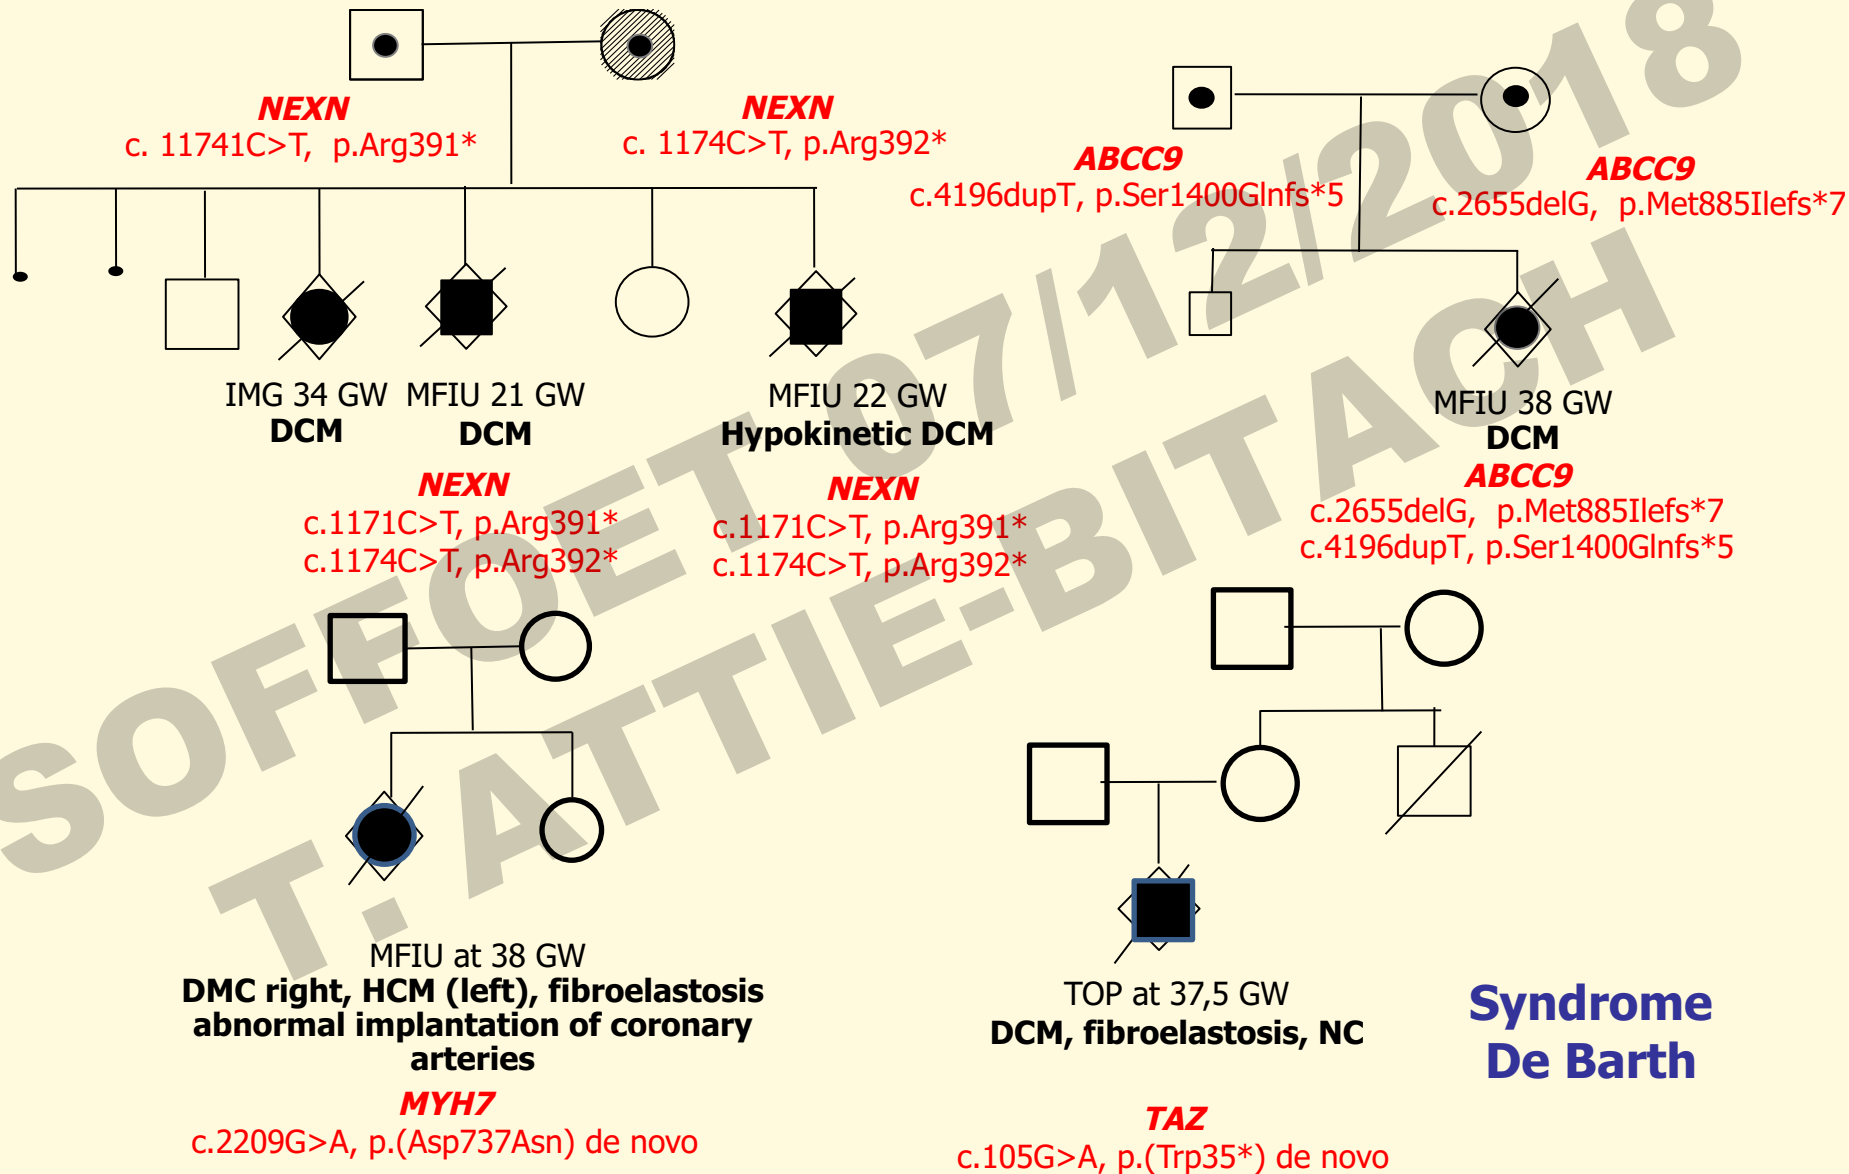 NEXN
c. 11741C>T, p.Arg391*
NEXN
c. 1174C>T, p.Arg392*
ABCC9
c.4196dupT, p.Ser1400Glnfs*5
ABCC9
c.2655delG, p.Met885Ilefs*7
IMG 34 GW
DCM
MFIU 21 GW
DCM
MFIU 22 GW
Hypokinetic DCM
MFIU 38 GW
DCM
NEXN
c.1171C>T, p.Arg391*
c.1174C>T, p.Arg392*
NEXN
c.1171C>T, p.Arg391*
c.1174C>T, p.Arg392*
ABCC9
c.2655delG, p.Met885Ilefs*7
c.4196dupT, p.Ser1400Glnfs*5
MFIU at 38 GW
DMC right, HCM (left), fibroelastosis
abnormal implantation of coronary
arteries
MYH7
c.2209G>A, p.(Asp737Asn) de novo
TOP at 37,5 GW
DCM, fibroelastosis, NC
TAZ
c.105G>A, p.(Trp35*) de novo
Syndrome
De Barth
SOFFOET 07/12/2018
T. ATTIE-BITACH